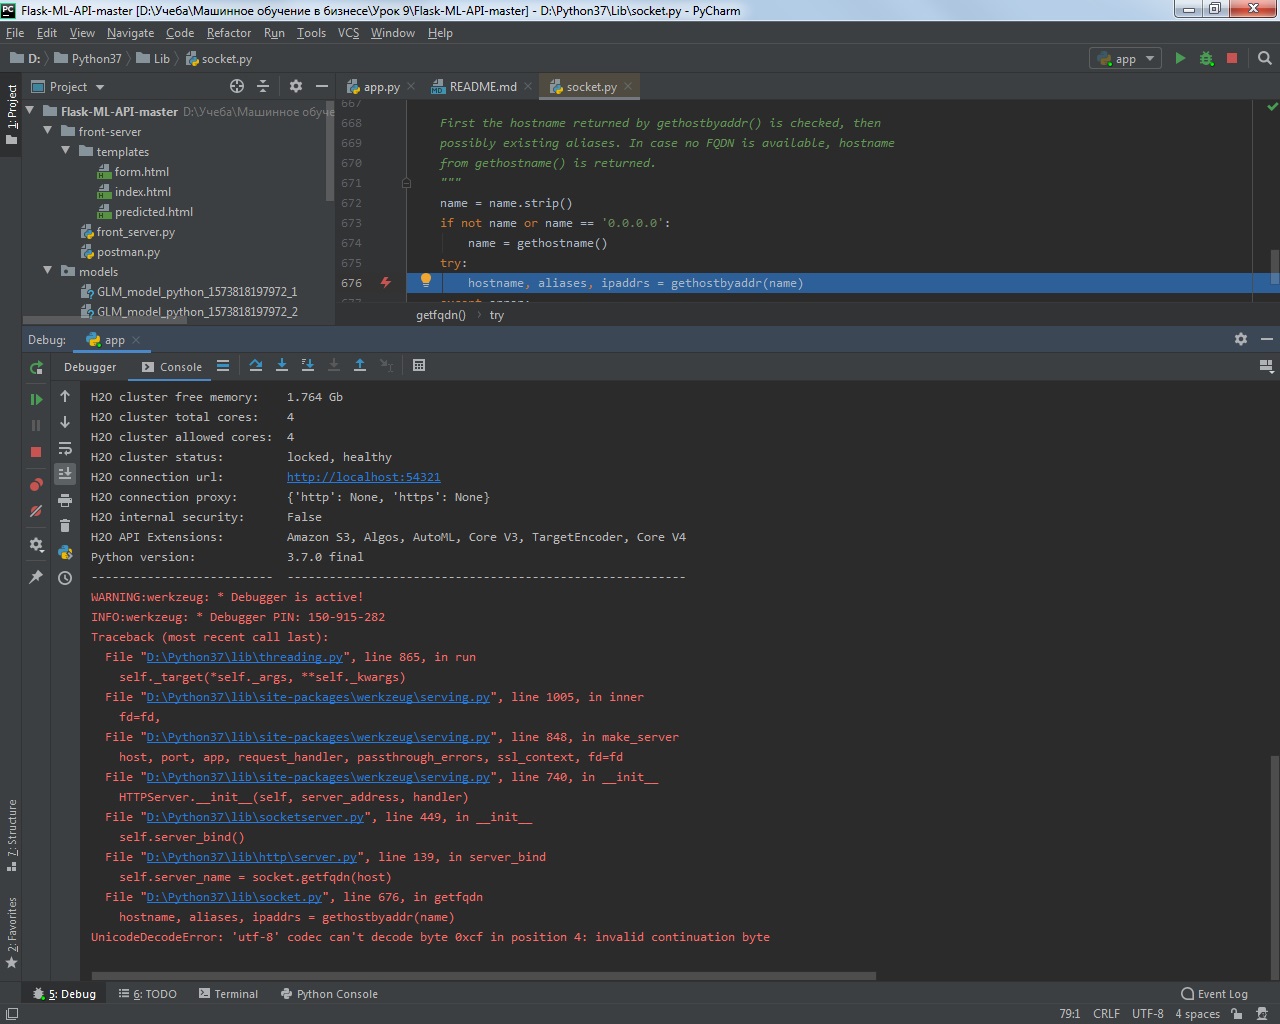 Flask-ML-API-master [D:\Учеба\Машинное обучение в бизнесе\Урок 9\Flask-ML-API-master] - D:\Python37\Lib\socket.py - PyCharm
File Edit View Navigate Code Refactor Run Tools VCS Window Help
D: Python37 Lib socket.py app
Project app.py README.md socket.py
1: Project
Flask-ML-API-master D:\Учеба\Машинное обуче
front-server
templates
form.html
index.html
predicted.html
front_server.py
postman.py
models
GLM_model_python_1573818197972_1
GLM_model_python_1573818197972_2
667
668 First the hostname returned by gethostbyaddr() is checked, then
669 possibly existing aliases. In case no FQDN is available, hostname
670 from gethostname() is returned.
671 """
672 name = name.strip()
673 if not name or name == '0.0.0.0':
674 name = gethostname()
675 try:
676 hostname, aliases, ipaddrs = gethostbyaddr(name)
677 except error:
getfqdn() try
Debug: app
Debugger Console
H2O cluster free memory: 1.764 Gb
H2O cluster total cores: 4
H2O cluster allowed cores: 4
H2O cluster status: locked, healthy
H2O connection url: http://localhost:54321
H2O connection proxy: {'http': None, 'https': None}
H2O internal security: False
H2O API Extensions: Amazon S3, Algos, AutoML, Core V3, TargetEncoder, Core V4
Python version: 3.7.0 final
-------------------------- ---------------------------------------------------------
WARNING:werkzeug: * Debugger is active!
INFO:werkzeug: * Debugger PIN: 150-915-282
Traceback (most recent call last):
File "D:\Python37\lib\threading.py", line 865, in run
self._target(*self._args, **self._kwargs)
File "D:\Python37\lib\site-packages\werkzeug\serving.py", line 1005, in inner
fd=fd,
File "D:\Python37\lib\site-packages\werkzeug\serving.py", line 848, in make_server
host, port, app, request_handler, passthrough_errors, ssl_context, fd=fd
File "D:\Python37\lib\site-packages\werkzeug\serving.py", line 740, in __init__
HTTPServer.__init__(self, server_address, handler)
File "D:\Python37\lib\socketserver.py", line 449, in __init__
self.server_bind()
File "D:\Python37\lib\http\server.py", line 139, in server_bind
self.server_name = socket.getfqdn(host)
File "D:\Python37\lib\socket.py", line 676, in getfqdn
hostname, aliases, ipaddrs = gethostbyaddr(name)
UnicodeDecodeError: 'utf-8' codec can't decode byte 0xcf in position 4: invalid continuation byte
7: Structure
2: Favorites
5: Debug 6: TODO Terminal Python Console Event Log
79:1 CRLF UTF-8 4 spaces